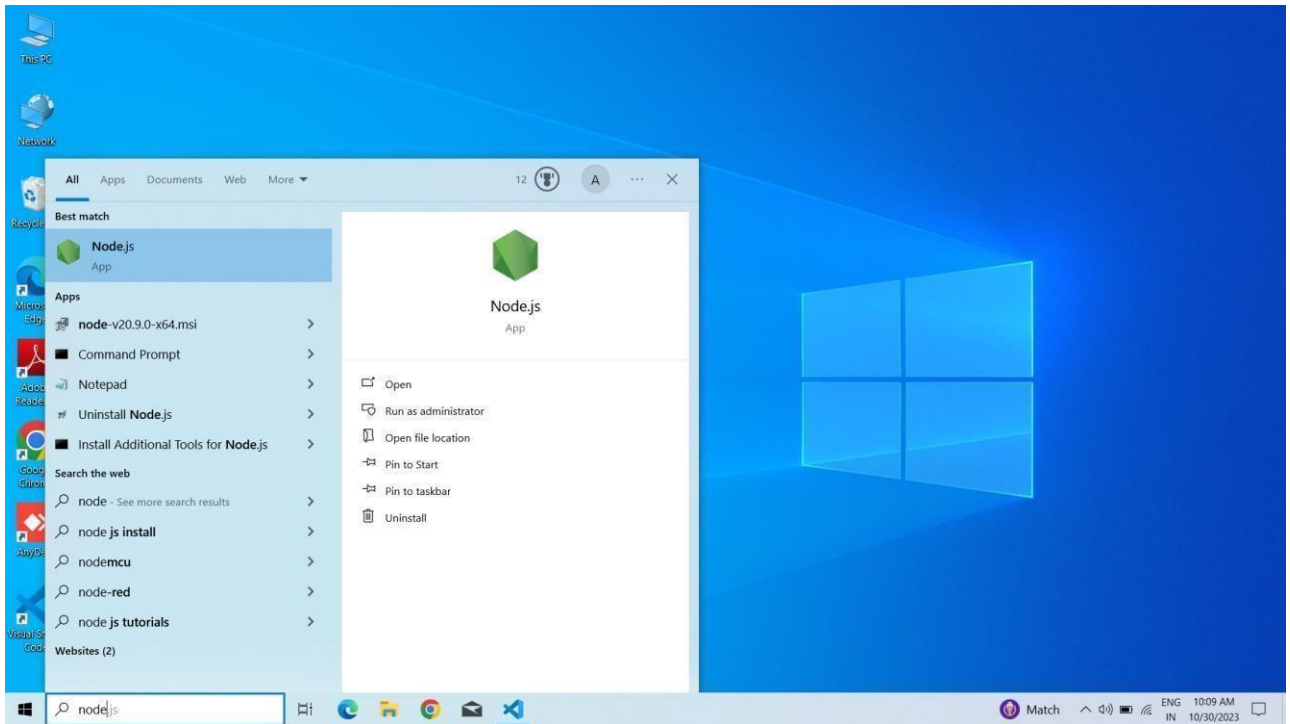 This PC
Network
All Apps Documents Web More
12 A ...
Best match
Node.js
App
Apps
node-v20.9.0-x64.msi
Command Prompt
Notepad
Uninstall Node.js
Install Additional Tools for Node.js
Search the web
node - See more search results
node js install
nodemcu
node-red
node js tutorials
Websites (2)
Node.js
App
Open
Run as administrator
Open file location
Pin to Start
Pin to taskbar
Uninstall
node.js
Match
ENG
IN
10:09 AM
10/30/2023